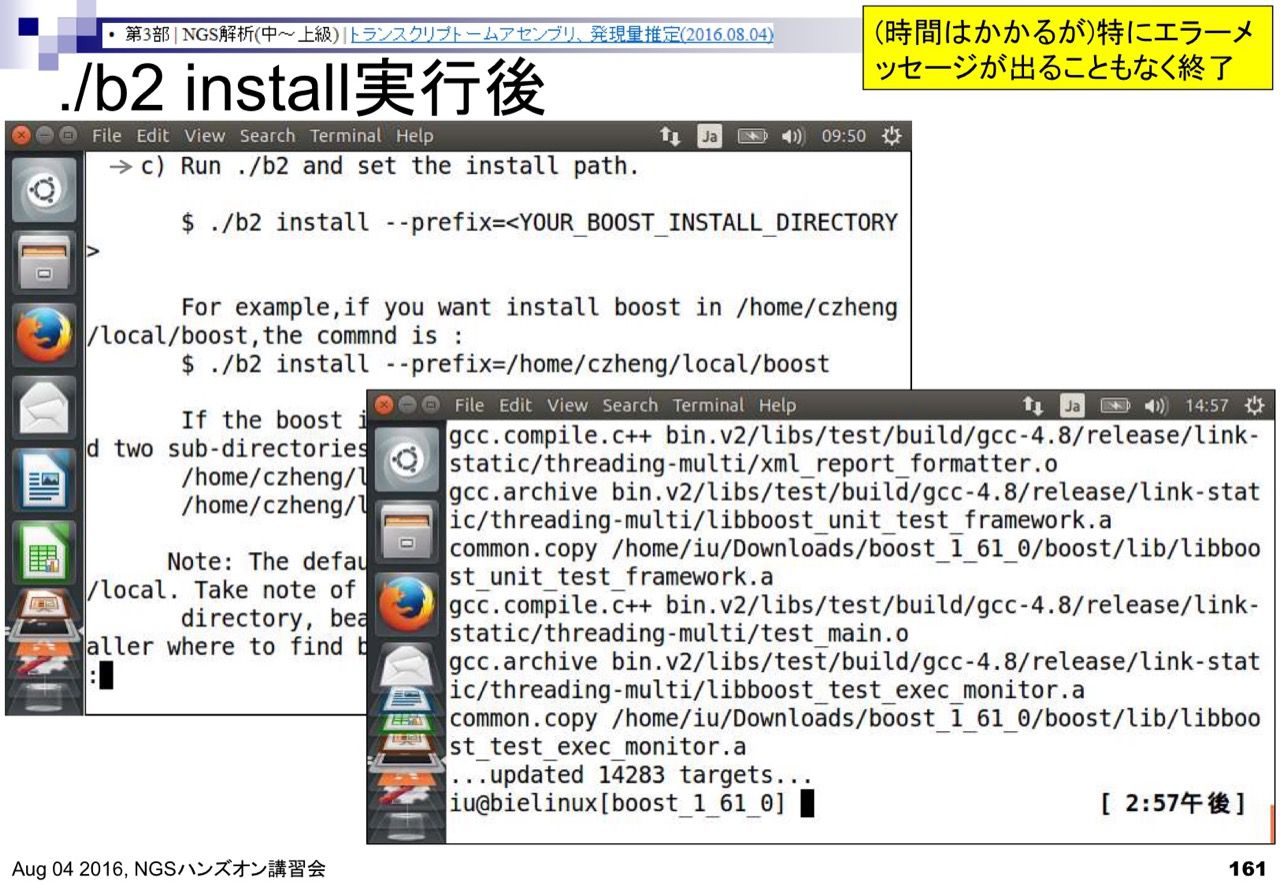 • 第3部 | NGS解析(中～上級) | トランスクリプトームアセンブリ、発現量推定(2016.08.04)
(時間はかかるが)特にエラーメ
ッセージが出ることもなく終了
./b2 install実行後
File Edit View Search Terminal Help Ja 09:50
→ c) Run ./b2 and set the install path.
$ ./b2 install --prefix=<YOUR_BOOST_INSTALL_DIRECTORY
>
For example,if you want install boost in /home/czheng
/local/boost,the commnd is :
$ ./b2 install --prefix=/home/czheng/local/boost
If the boost i
d two sub-directories
/home/czheng/l
/home/czheng/l
Note: The defau
/local. Take note of
directory, bea
aller where to find b
:
File Edit View Search Terminal Help Ja 14:57
gcc.compile.c++ bin.v2/libs/test/build/gcc-4.8/release/link-
static/threading-multi/xml_report_formatter.o
gcc.archive bin.v2/libs/test/build/gcc-4.8/release/link-stat
ic/threading-multi/libboost_unit_test_framework.a
common.copy /home/iu/Downloads/boost_1_61_0/boost/lib/libboo
st_unit_test_framework.a
gcc.compile.c++ bin.v2/libs/test/build/gcc-4.8/release/link-
static/threading-multi/test_main.o
gcc.archive bin.v2/libs/test/build/gcc-4.8/release/link-stat
ic/threading-multi/libboost_test_exec_monitor.a
common.copy /home/iu/Downloads/boost_1_61_0/boost/lib/libboo
st_test_exec_monitor.a
...updated 14283 targets...
iu@bielinux[boost_1_61_0] [ 2:57午後]
Aug 04 2016, NGSハンズオン講習会
161